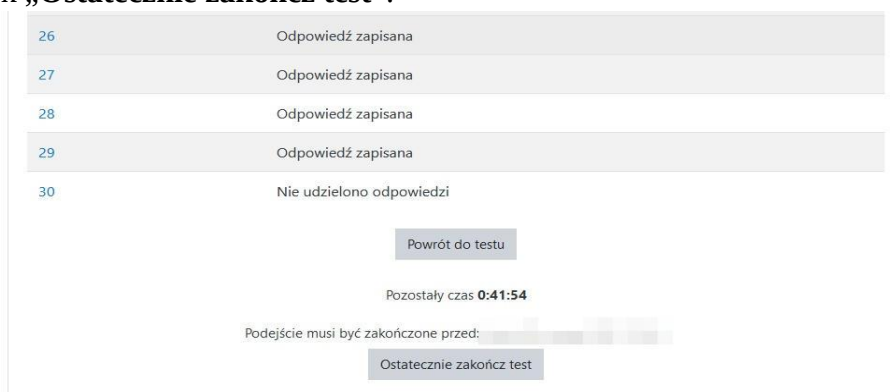 „Ostatecznie zakończ test".
26 Odpowiedź zapisana
27 Odpowiedź zapisana
28 Odpowiedź zapisana
29 Odpowiedź zapisana
30 Nie udzielono odpowiedzi
Powrót do testu
Pozostały czas 0:41:54
Podejście musi być zakończone przed:
Ostatecznie zakończ test